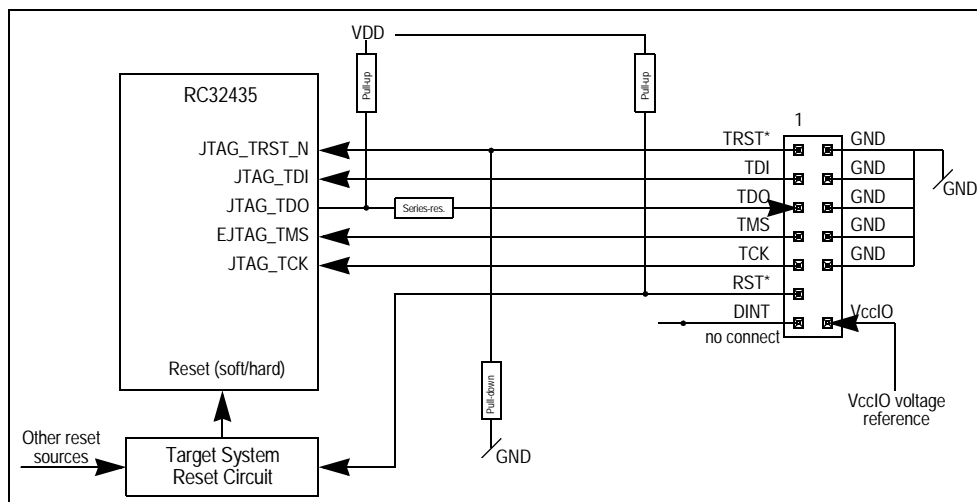 VDD
Pull-up
Pull-up
RC32435
1
JTAG_TRST_N
TRST*
GND
JTAG_TDI
TDI
GND
GND
JTAG_TDO
Series-res.
TDO
GND
EJTAG_TMS
TMS
GND
JTAG_TCK
TCK
GND
RST*
DINT
VccIO
no connect
Reset (soft/hard)
Pull-down
VccIO voltage
reference
Other reset
sources
Target System
Reset Circuit
GND